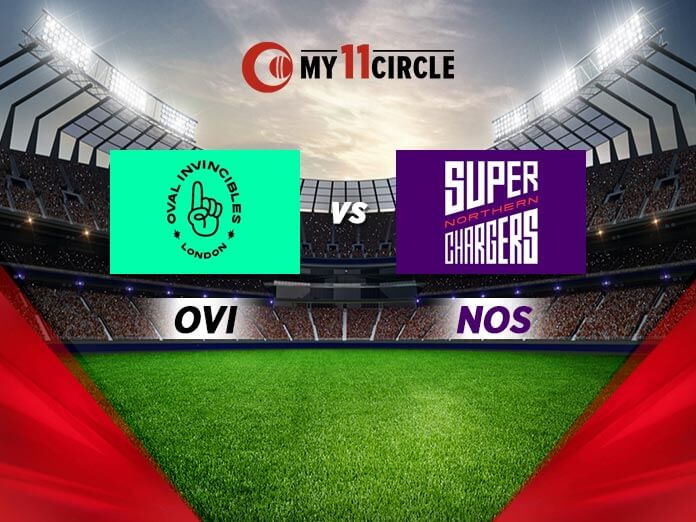 MY11CIRCLE
OVAL INVINCIBLES
LONDON
vs
SUPER
NORTHERN
CHARGERS
OVI
NOS